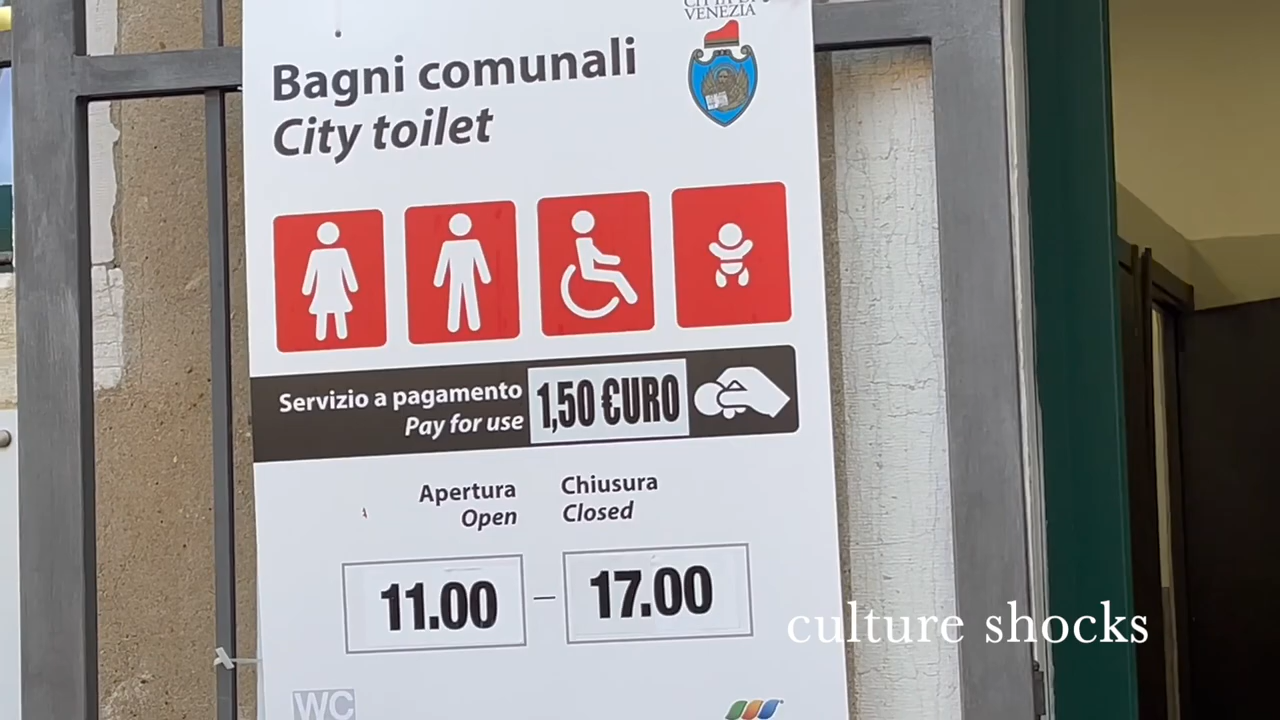 VENEZIA
Bagni comunali
City toilet
Servizio a pagamento
Pay for use
1,50 €URO
Apertura
Open
Chiusura
Closed
11.00 – 17.00
culture shocks
WC